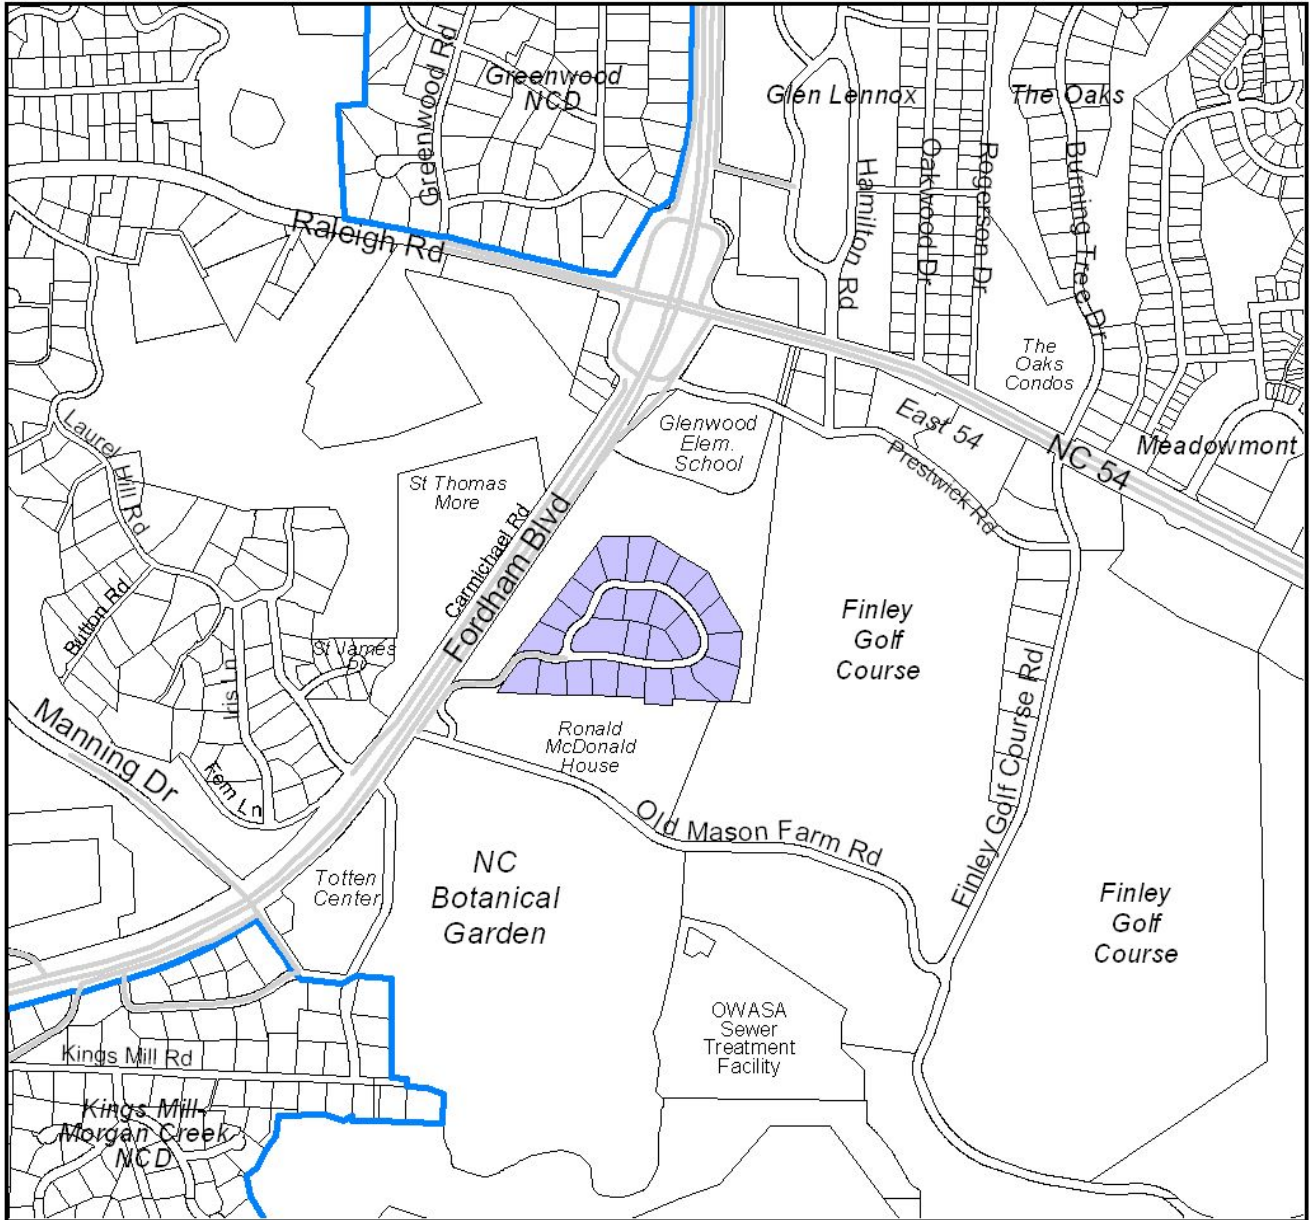 Greenwood Rd
Greenwood
NCD
Glen Lennox
The Oaks
Raleigh Rd
Hamilton Rd
Oakwood Dr
Rogerson Dr
Burning Tree Dr
The
Oaks
Condos
East 54
NC 54
Meadowmont
Prestwick Rd
Glenwood
Elem.
School
Laurel Hill Rd
St Thomas
More
Carmichael Rd
Fordham Blvd
Button Rd
St James
Dr
Iris Ln
Fern Ln
Manning Dr
Finley
Golf
Course
Finley Golf Course Rd
Ronald
McDonald
House
Old Mason Farm Rd
Totten
Center
NC
Botanical
Garden
Finley
Golf
Course
OWASA
Sewer
Treatment
Facility
Kings Mill Rd
Kings Mill-
Morgan Creek
NCD